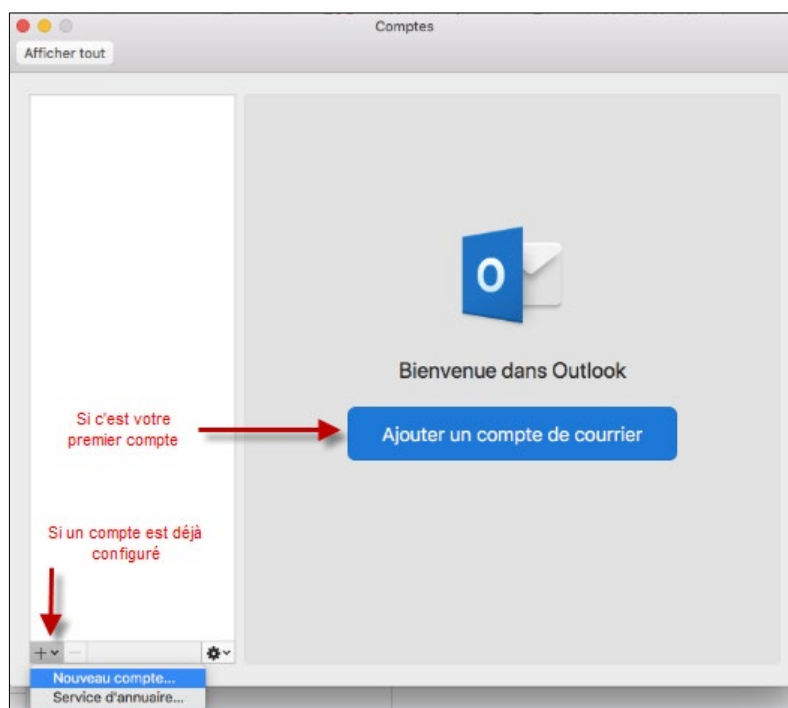 Comptes
Afficher tout
O
Bienvenue dans Outlook
Si c'est votre
premier compte
Ajouter un compte de courrier
Si un compte est déjà
configuré
Nouveau compte...
Service d'annuaire...